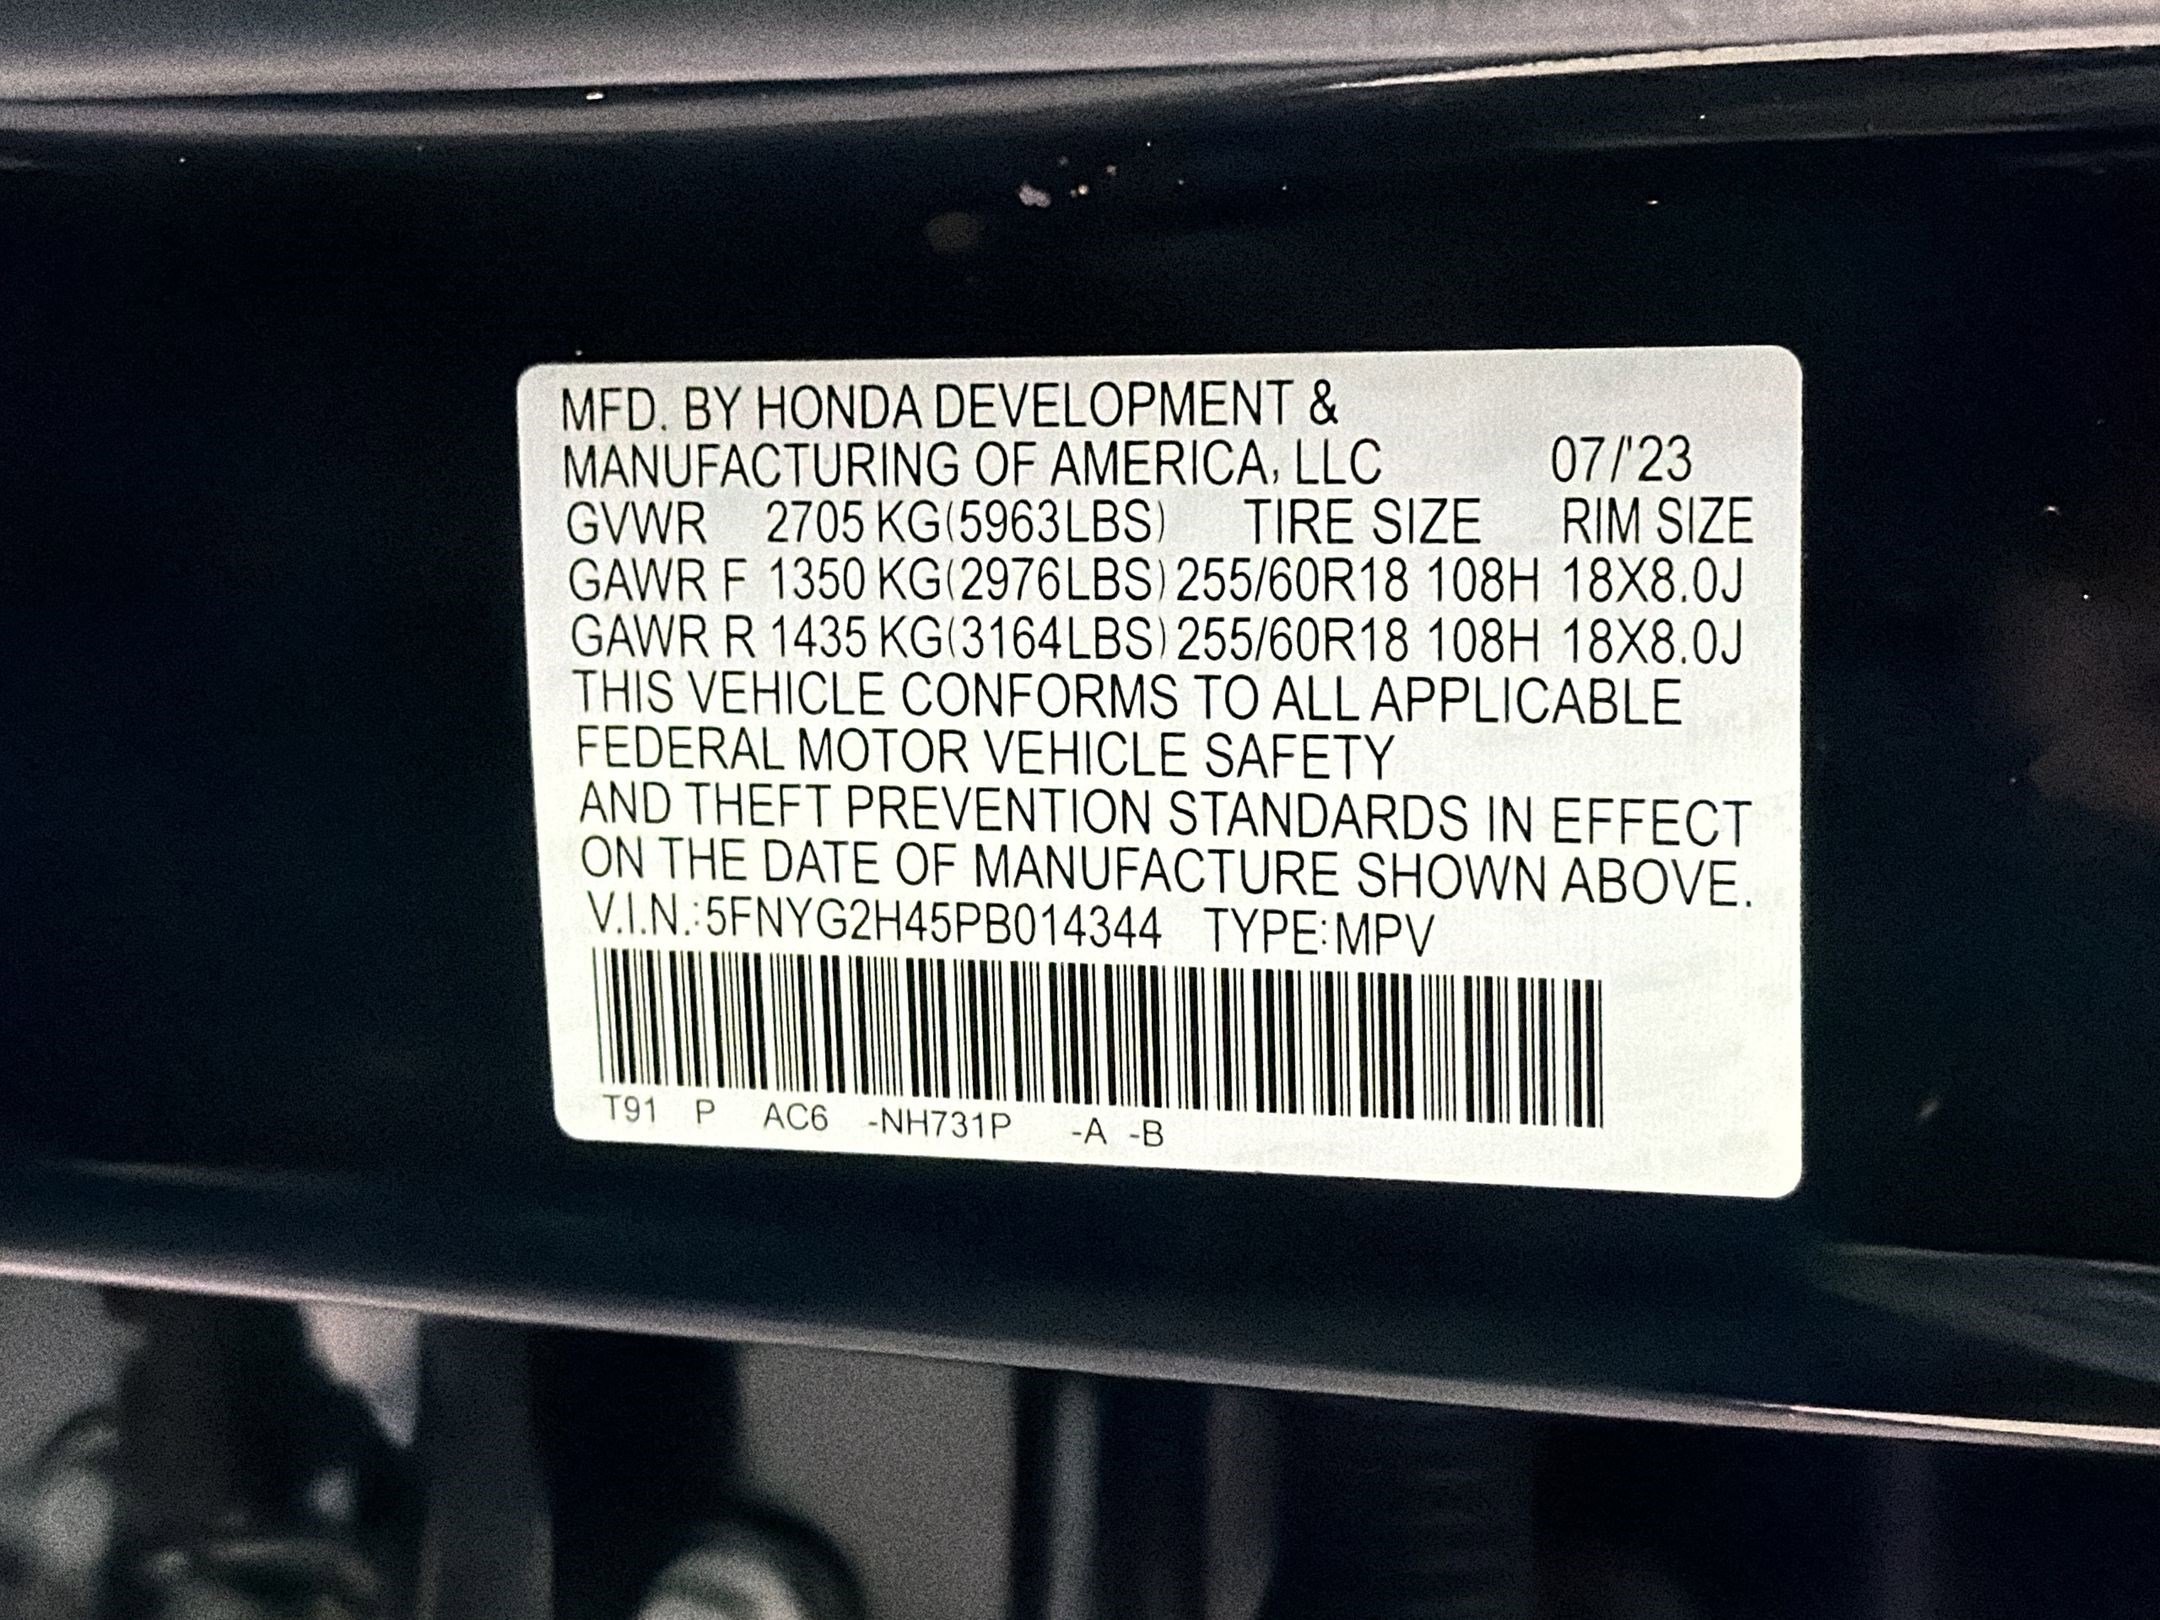 MFD. BY HONDA DEVELOPMENT &
MANUFACTURING OF AMERICA, LLC 07/'23
GVWR 2705 KG(5963LBS) TIRE SIZE RIM SIZE
GAWR F 1350 KG(2976LBS) 255/60R18 108H 18X8.0J
GAWR R 1435 KG(3164LBS) 255/60R18 108H 18X8.0J
THIS VEHICLE CONFORMS TO ALL APPLICABLE
FEDERAL MOTOR VEHICLE SAFETY
AND THEFT PREVENTION STANDARDS IN EFFECT
ON THE DATE OF MANUFACTURE SHOWN ABOVE.
V.I.N.:5FNYG2H45PB014344 TYPE:MPV
T91 P AC6 -NH731P -A -B